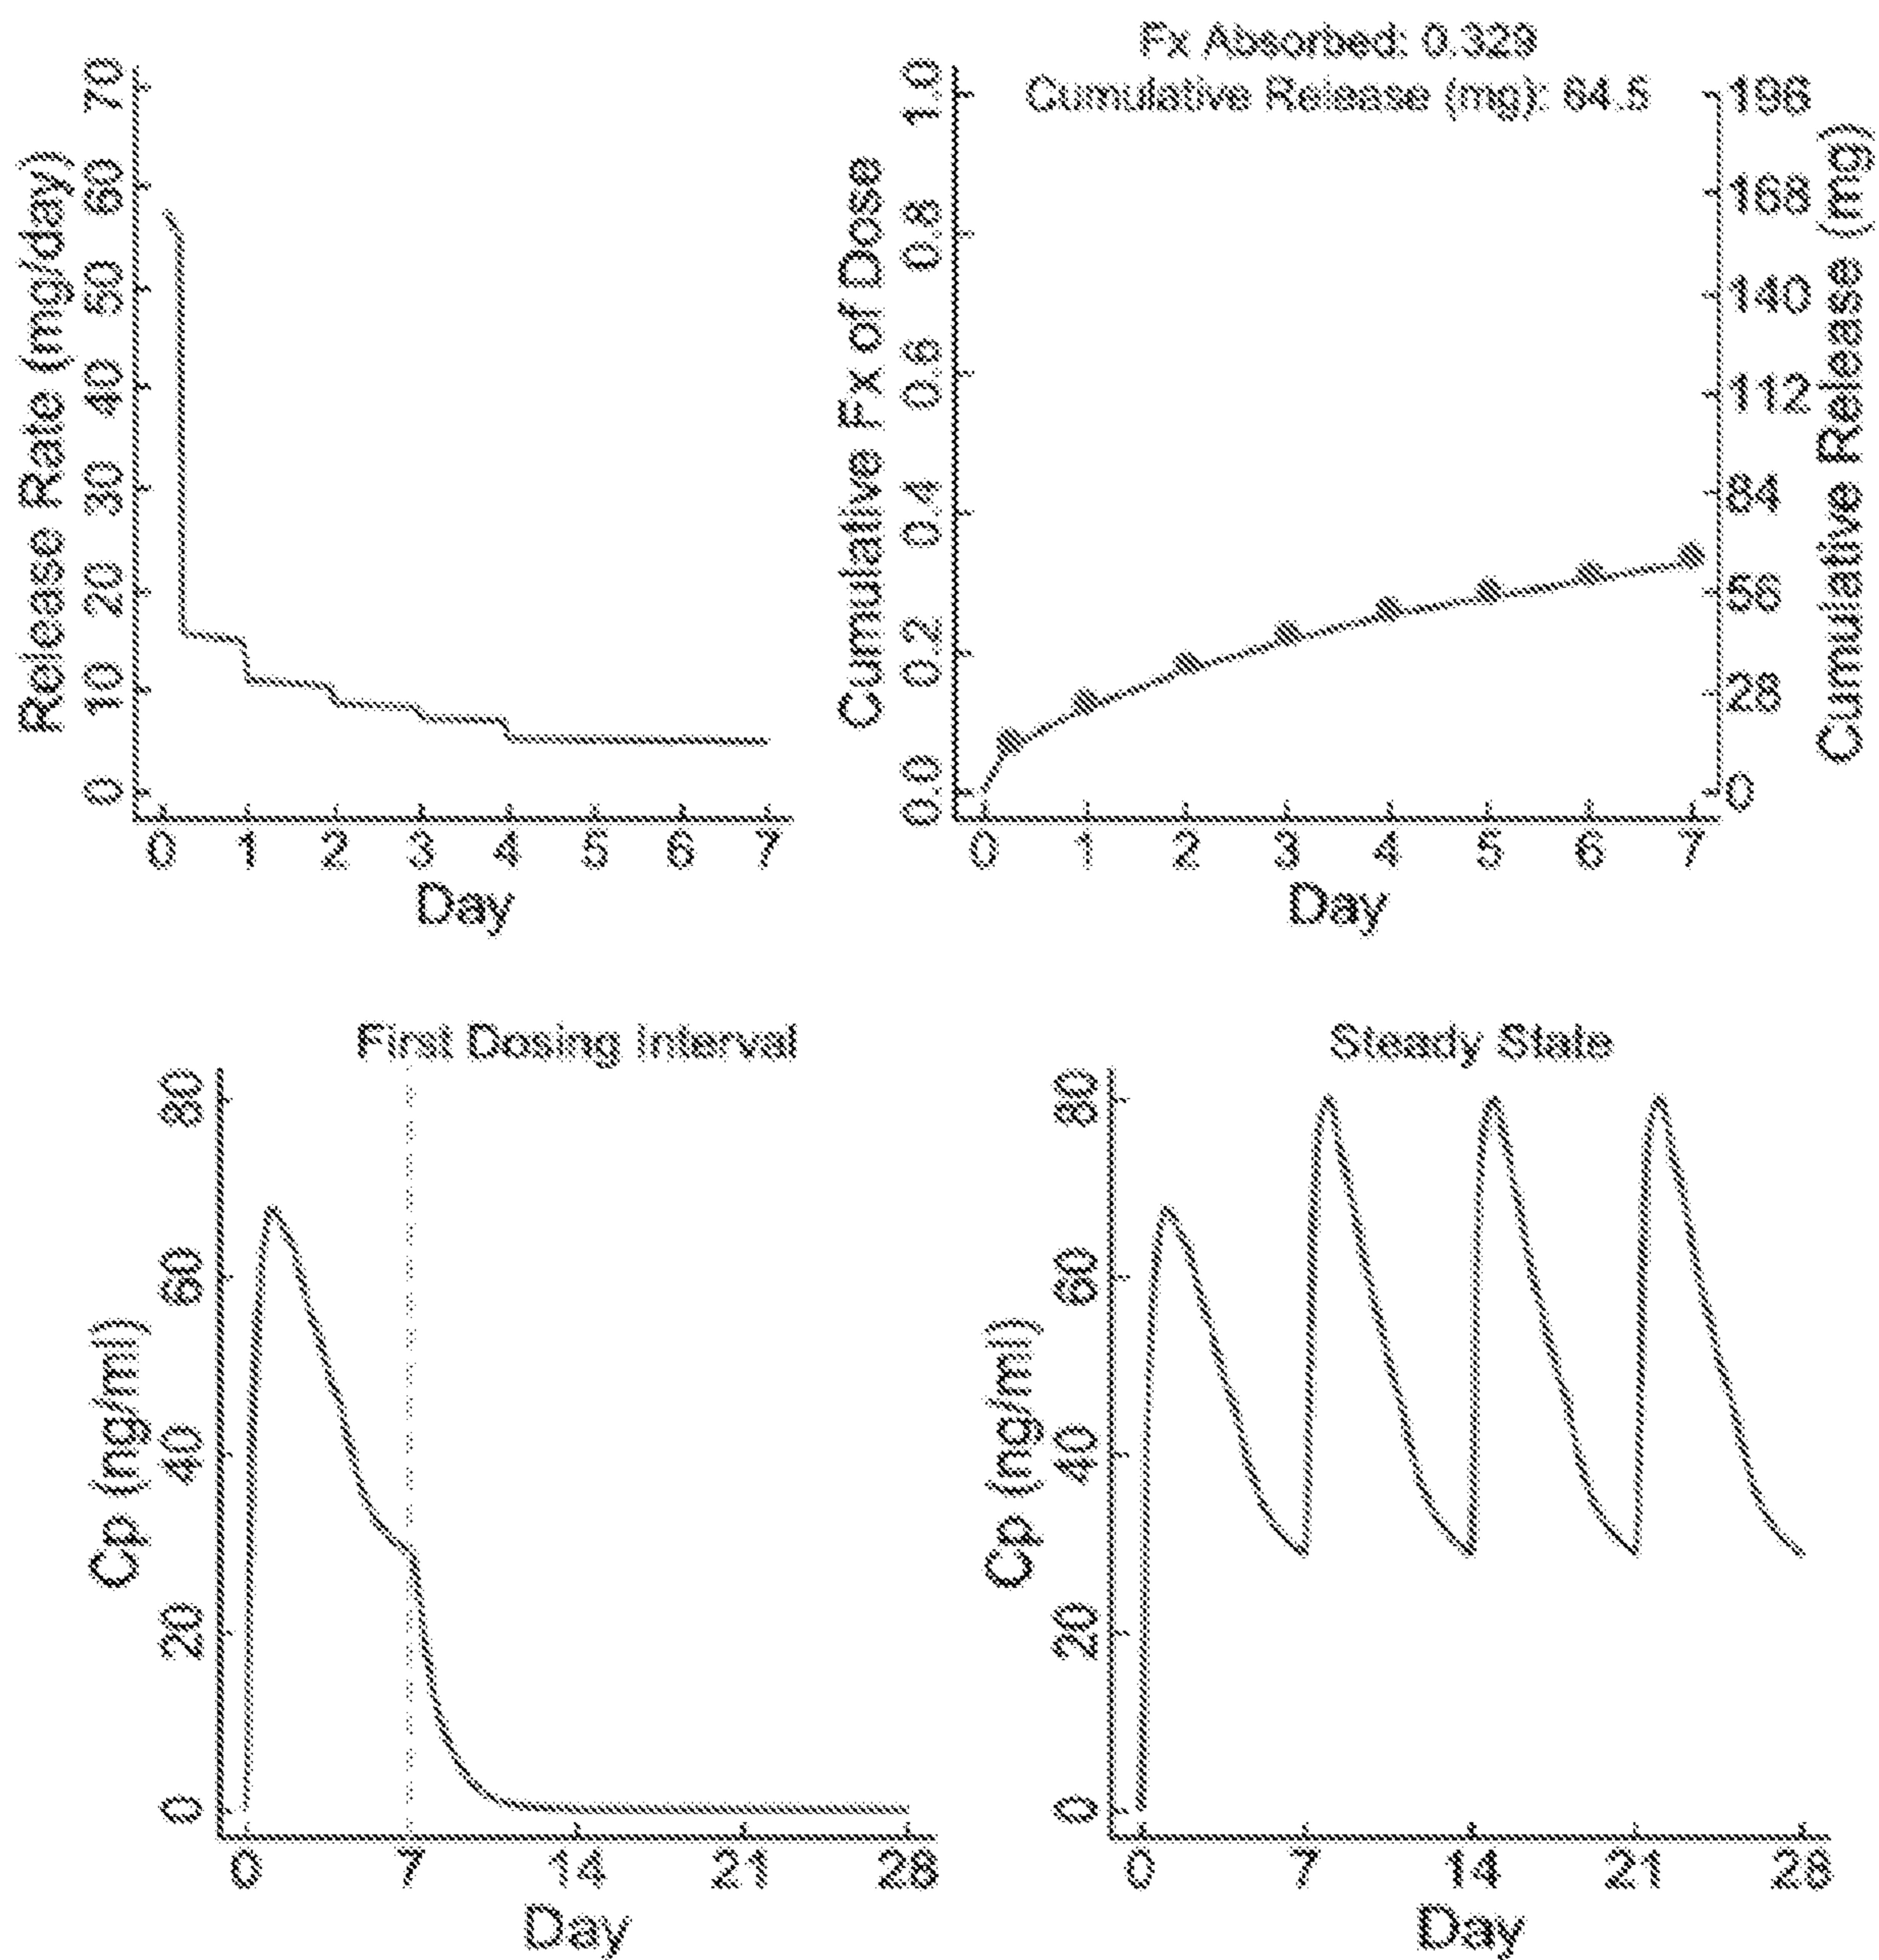 Release Rate (mg/day)
70
60
50
40
30
20
10
0
0 1 2 3 4 5 6 7
Day
Fx Absorbed: 0.329
Cumulative Release (mg): 64.5
Cumulative Fx of Dose
1.0
0.8
0.6
0.4
0.2
0.0
196
168
140
112
84
56
28
0
Cumulative Release (mg)
0 1 2 3 4 5 6 7
Day
First Dosing Interval
Cp (ng/ml)
80
60
40
20
0
0 7 14 21 28
Day
Steady State
Cp (ng/ml)
80
60
40
20
0
0 7 14 21 28
Day